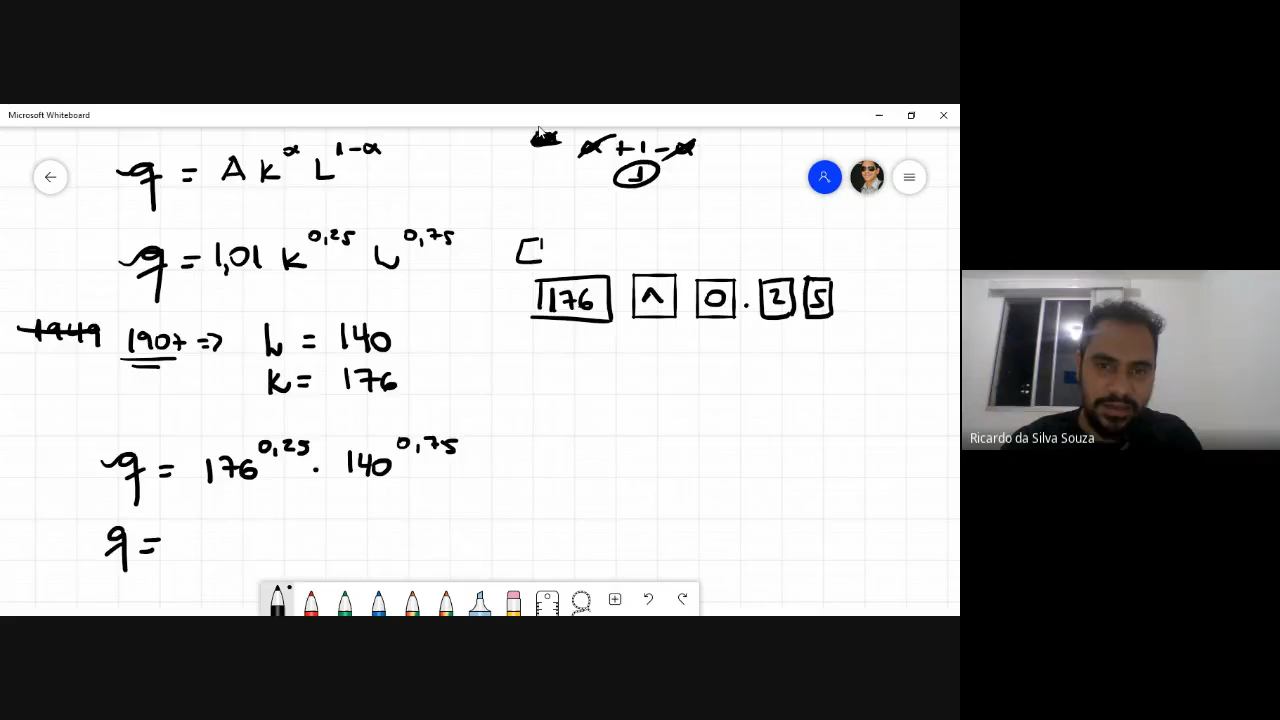 Microsoft Whiteboard
q = A K^α L^1-α
α + 1 - α
1
q = 1,01 K^0,25 L^0,75
176 ^ 0 . 2 5
1949 1907 => L = 140
K = 176
q = 176^0,25 . 140^0,75
q =
Ricardo da Silva Souza